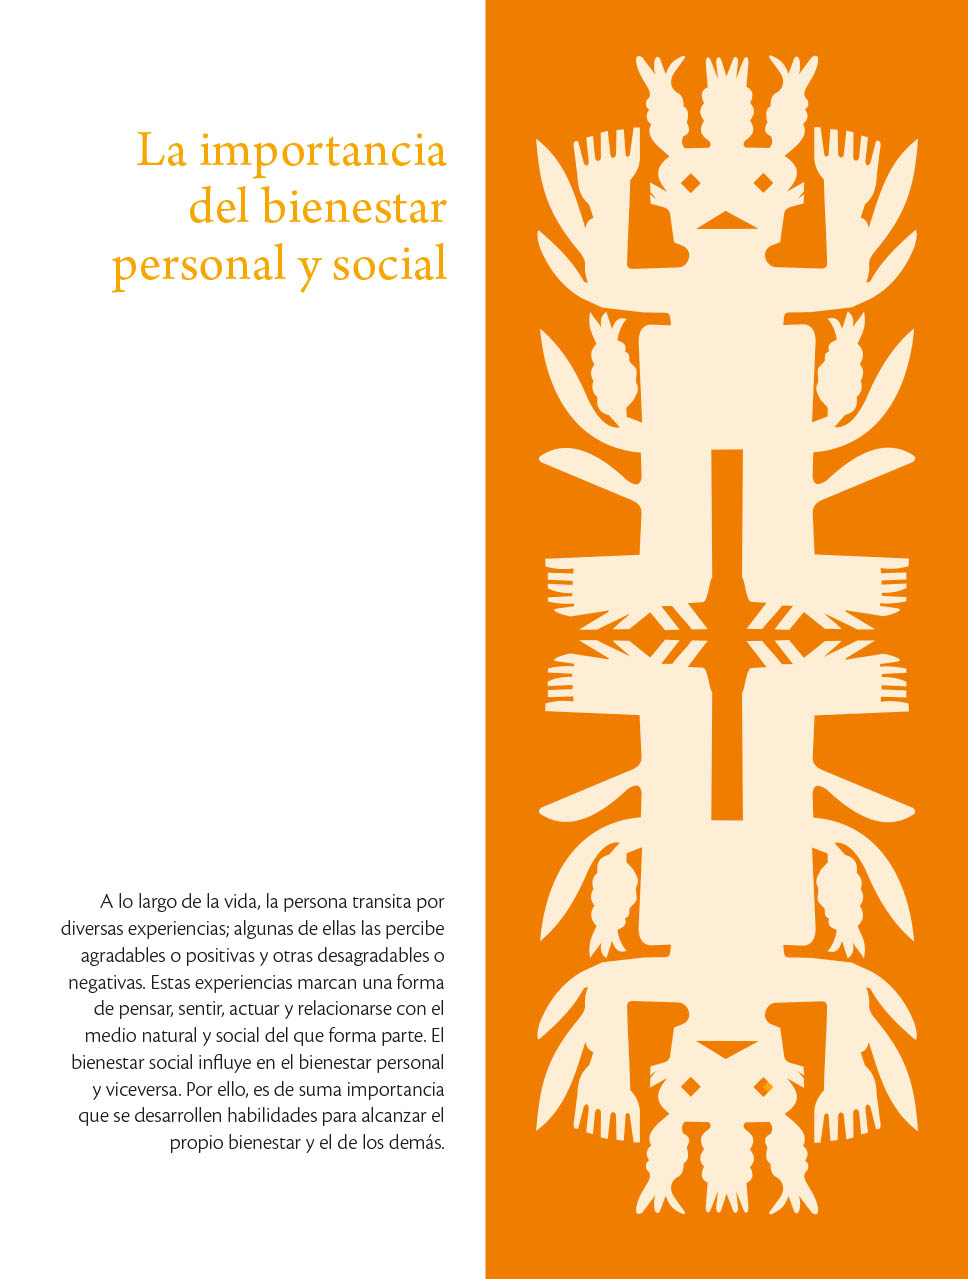 La importancia
del bienestar
personal y social
A lo largo de la vida, la persona transita por
diversas experiencias; algunas de ellas las percibe
agradables o positivas y otras desagradables o
negativas. Estas experiencias marcan una forma
de pensar, sentir, actuar y relacionarse con el
medio natural y social del que forma parte. El
bienestar social influye en el bienestar personal
y viceversa. Por ello, es de suma importancia
que se desarrollen habilidades para alcanzar el
propio bienestar y el de los demás.